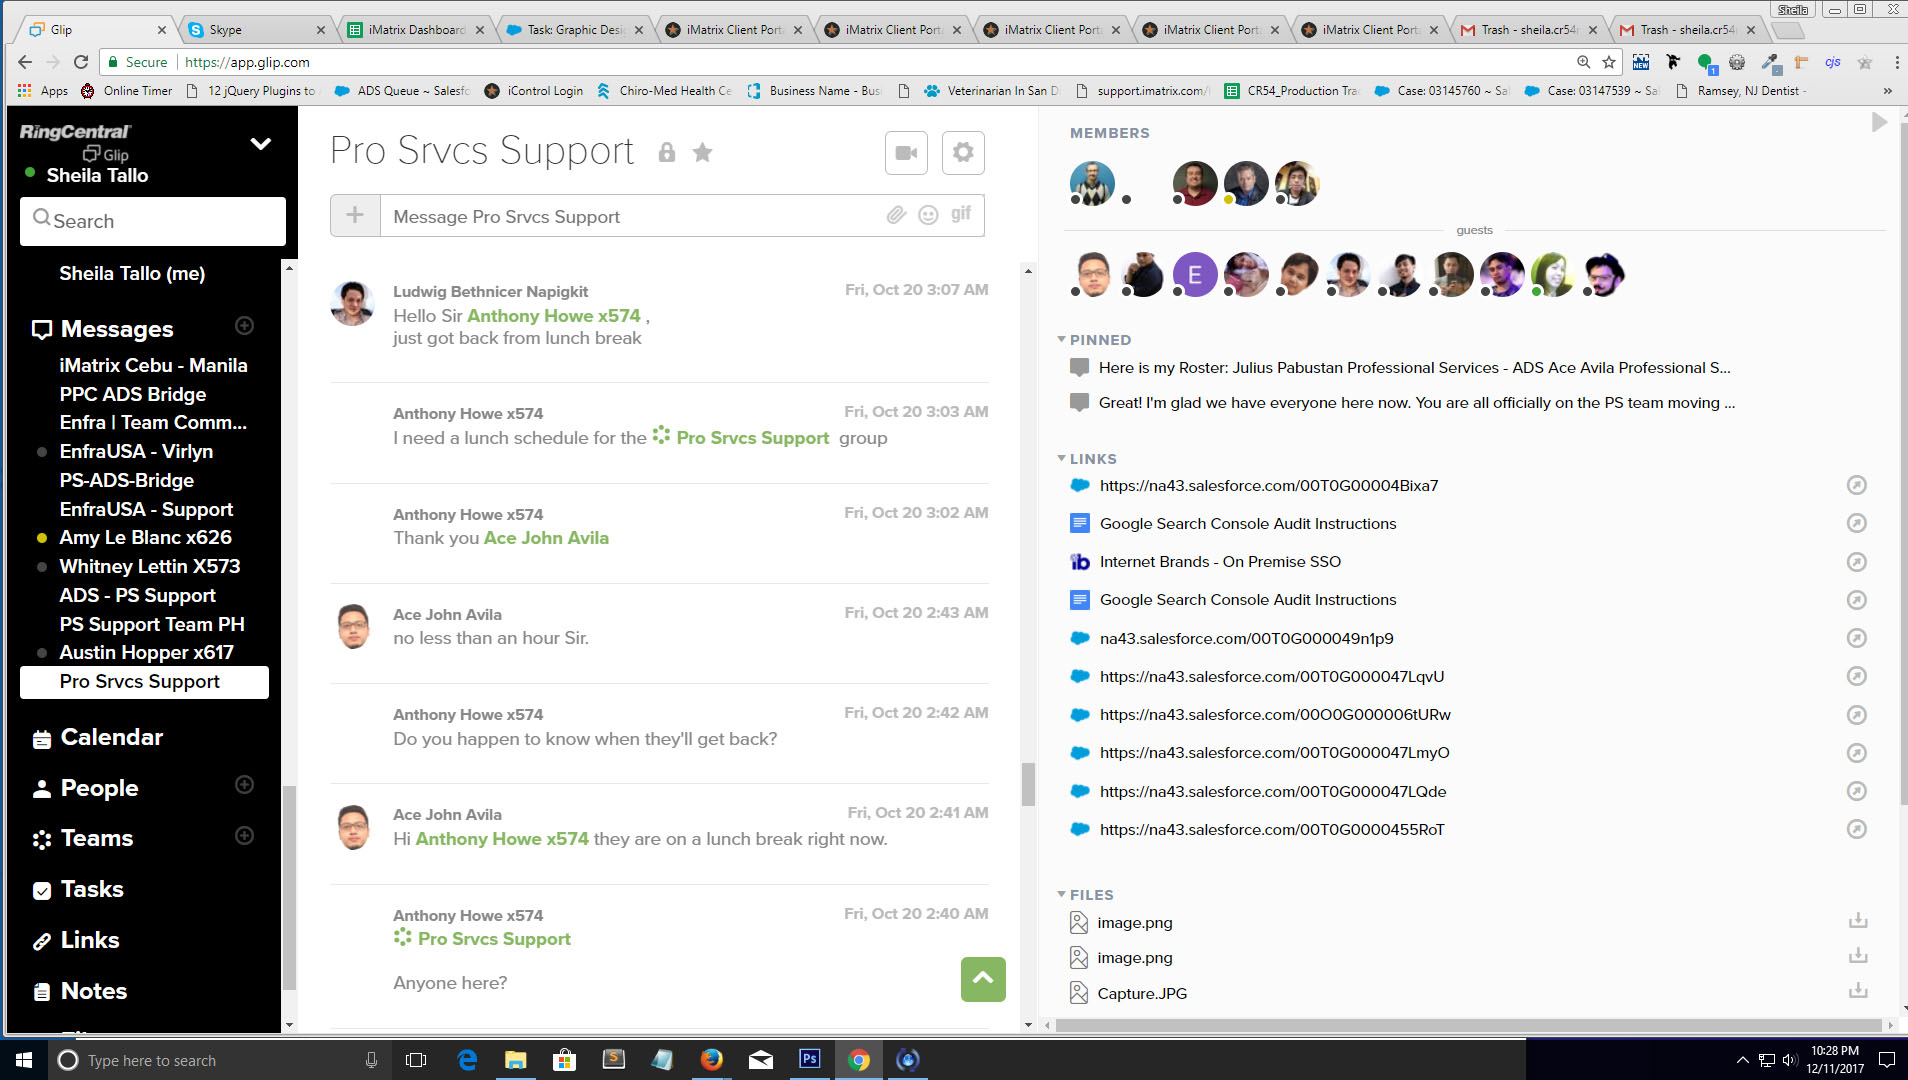 Sheila
Glip
Skype
iMatrix Dashboard
Task: Graphic Desi
iMatrix Client Port
iMatrix Client Port
iMatrix Client Port
iMatrix Client Port
iMatrix Client Port
Trash - sheila.cr54
Trash - sheila.cr54
Secure
https://app.glip.com
NEW
1
cjs
Apps
Online Timer
12 jQuery Plugins to
ADS Queue ~ Salesf
iControl Login
Chiro-Med Health Ce
Business Name - Bus
Veterinarian In San D
support.imatrix.com/
CR54_Production Tra
Case: 03145760 ~ Sa
Case: 03147539 ~ Sa
Ramsey, NJ Dentist -
»
RingCentral
Glip
Sheila Tallo
Search
Sheila Tallo (me)
Messages
iMatrix Cebu - Manila
PPC ADS Bridge
Enfra | Team Comm...
EnfraUSA - Virlyn
PS-ADS-Bridge
EnfraUSA - Support
Amy Le Blanc x626
Whitney Lettin X573
ADS - PS Support
PS Support Team PH
Austin Hopper x617
Pro Srvcs Support
Calendar
People
Teams
Tasks
Links
Notes
Pro Srvcs Support
Message Pro Srvcs Support
gif
Ludwig Bethnicer Napigkit
Fri, Oct 20 3:07 AM
Hello Sir Anthony Howe x574 ,
just got back from lunch break
Anthony Howe x574
Fri, Oct 20 3:03 AM
I need a lunch schedule for the Pro Srvcs Support group
Anthony Howe x574
Fri, Oct 20 3:02 AM
Thank you Ace John Avila
Ace John Avila
Fri, Oct 20 2:43 AM
no less than an hour Sir.
Anthony Howe x574
Fri, Oct 20 2:42 AM
Do you happen to know when they'll get back?
Ace John Avila
Fri, Oct 20 2:41 AM
Hi Anthony Howe x574 they are on a lunch break right now.
Anthony Howe x574
Fri, Oct 20 2:40 AM
Pro Srvcs Support
Anyone here?
MEMBERS
guests
E
PINNED
Here is my Roster: Julius Pabustan Professional Services - ADS Ace Avila Professional S...
Great! I'm glad we have everyone here now. You are all officially on the PS team moving ...
LINKS
https://na43.salesforce.com/00T0G00004Bixa7
Google Search Console Audit Instructions
ib Internet Brands - On Premise SSO
Google Search Console Audit Instructions
na43.salesforce.com/00T0G000049n1p9
https://na43.salesforce.com/00T0G000047LqvU
https://na43.salesforce.com/00O0G000006tURw
https://na43.salesforce.com/00T0G000047LmyO
https://na43.salesforce.com/00T0G000047LQde
https://na43.salesforce.com/00T0G0000455RoT
FILES
image.png
image.png
Capture.JPG
Type here to search
S
Ps
10:28 PM
12/11/2017